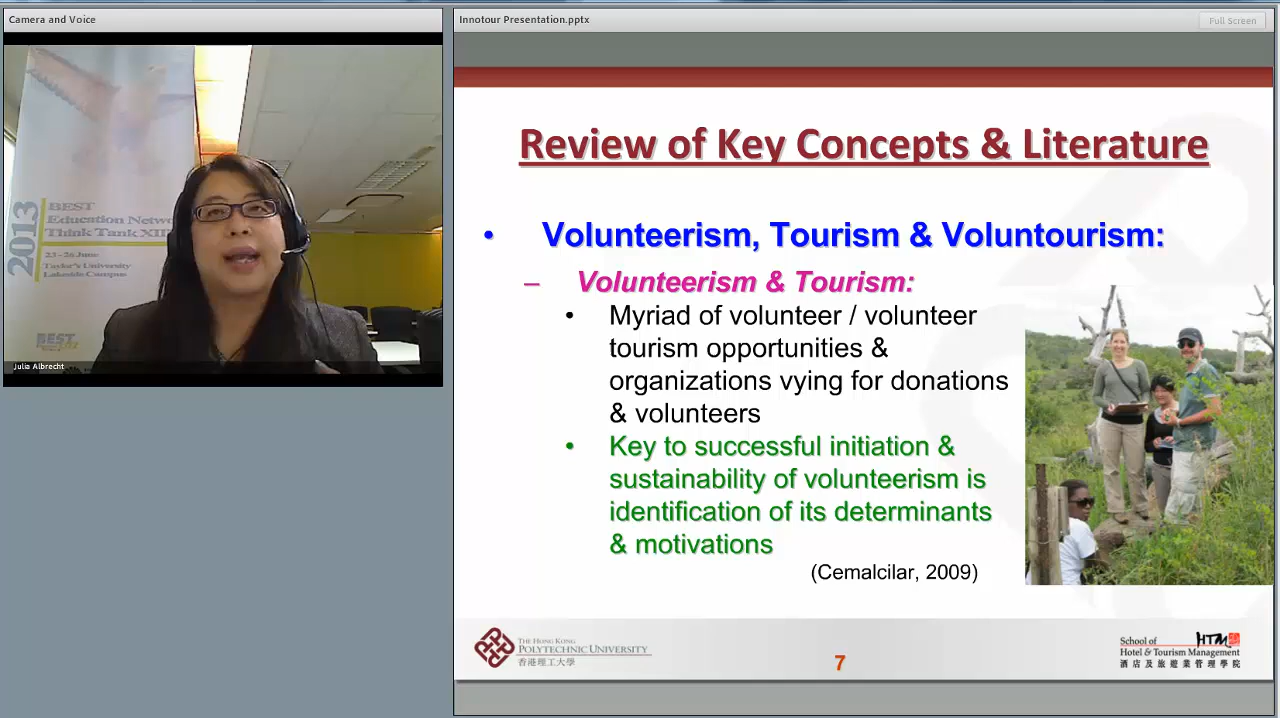 Camera and Voice
2013
BEST
Education Netwo
Think Tank XIII
23 - 26 June
Taylor's University
Lakeside Campus
BEST
Julia Albrecht
Innotour Presentation.pptx
Full Screen
Review of Key Concepts & Literature
• Volunteerism, Tourism & Voluntourism:
– Volunteerism & Tourism:
• Myriad of volunteer / volunteer
tourism opportunities &
organizations vying for donations
& volunteers
• Key to successful initiation &
sustainability of volunteerism is
identification of its determinants
& motivations
(Cemalcilar, 2009)
THE HONG KONG
POLYTECHNIC UNIVERSITY
香港理工大學
7
School of HTM
Hotel & Tourism Management
酒店及旅遊業管理學院